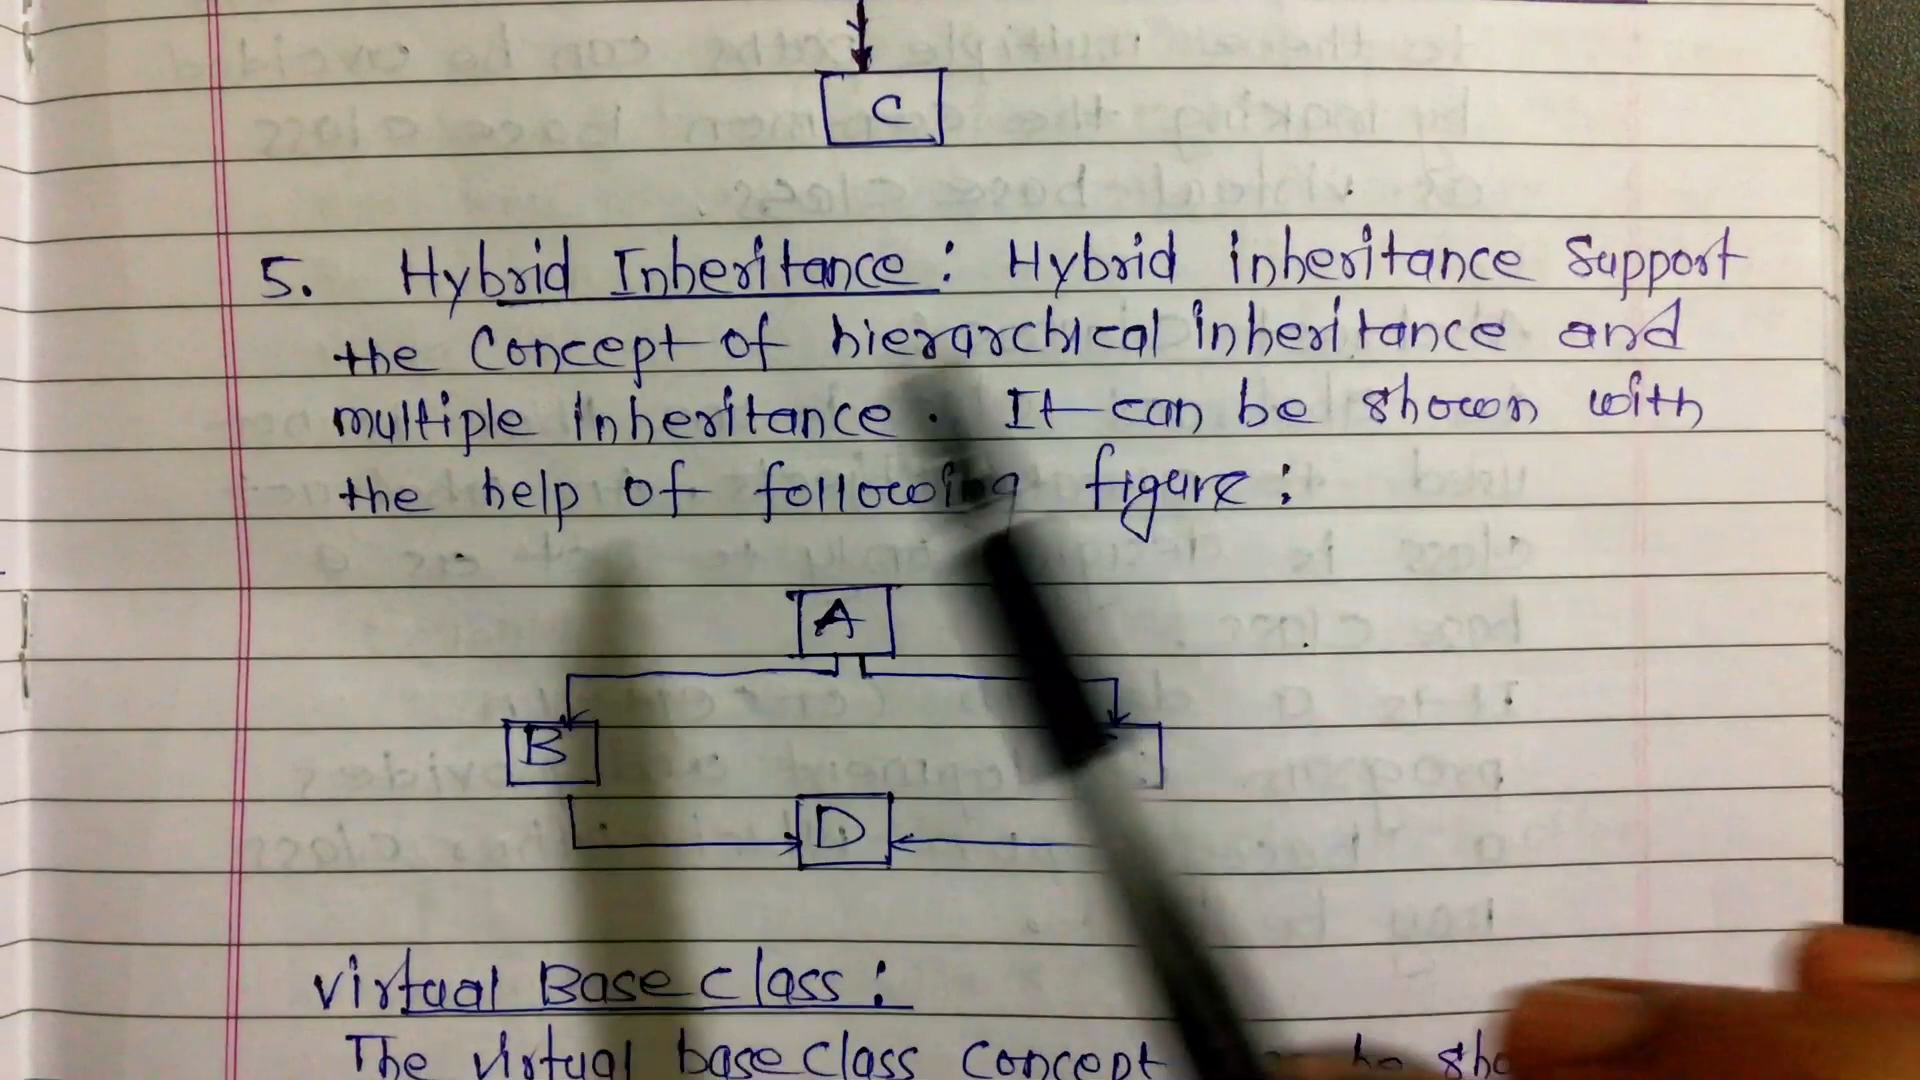 C
5. Hybrid Inheritance: Hybrid inheritance Support
the Concept of hierarchical inheritance and
multiple inheritance. It can be shown with
the help of following figure:
A
B
D
Virtual Base class:
The virtual base class concept